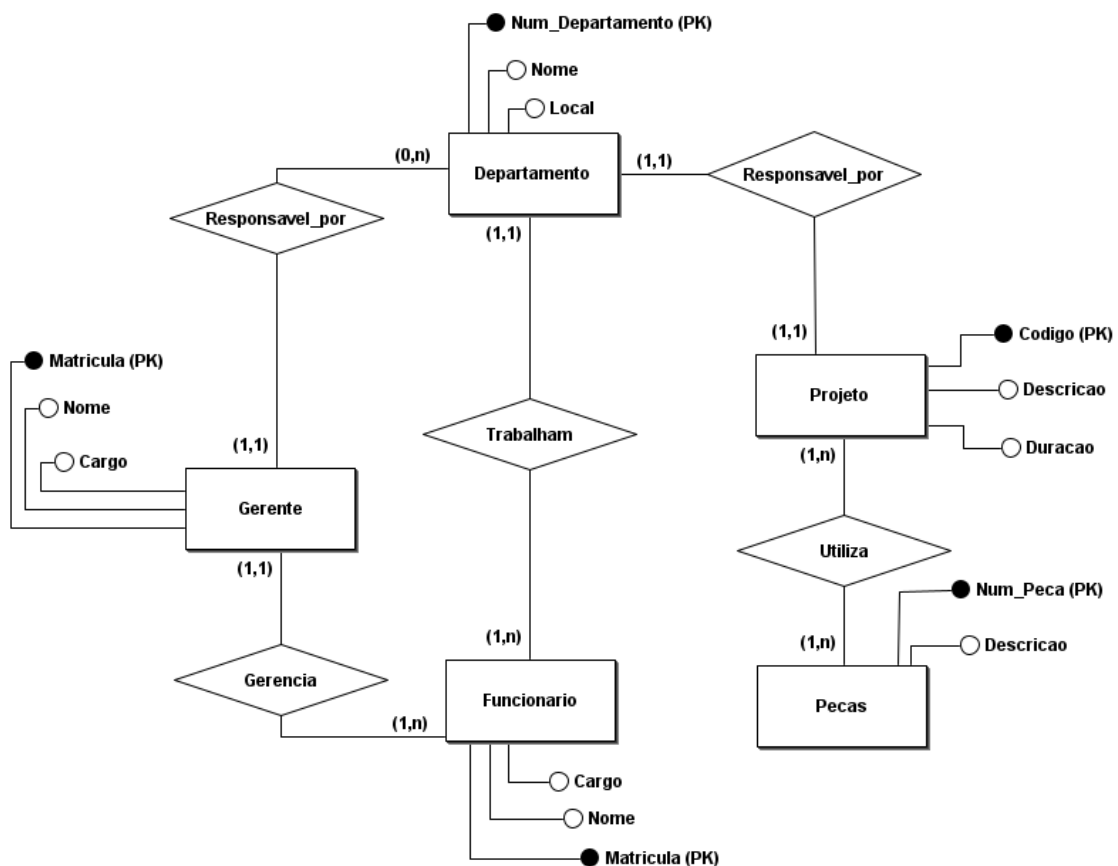 Num_Departamento (PK)
Nome
Local
(0,n)
Departamento
(1,1)
Responsavel_por
Responsavel_por
(1,1)
(1,1)
Codigo (PK)
Matricula (PK)
Projeto
Descricao
Nome
Trabalham
(1,1)
(1,n)
Duracao
Cargo
Gerente
(1,1)
Utiliza
Num_Peca (PK)
(1,n)
(1,n)
Descricao
Gerencia
Funcionario
Pecas
(1,n)
Cargo
Nome
Matricula (PK)